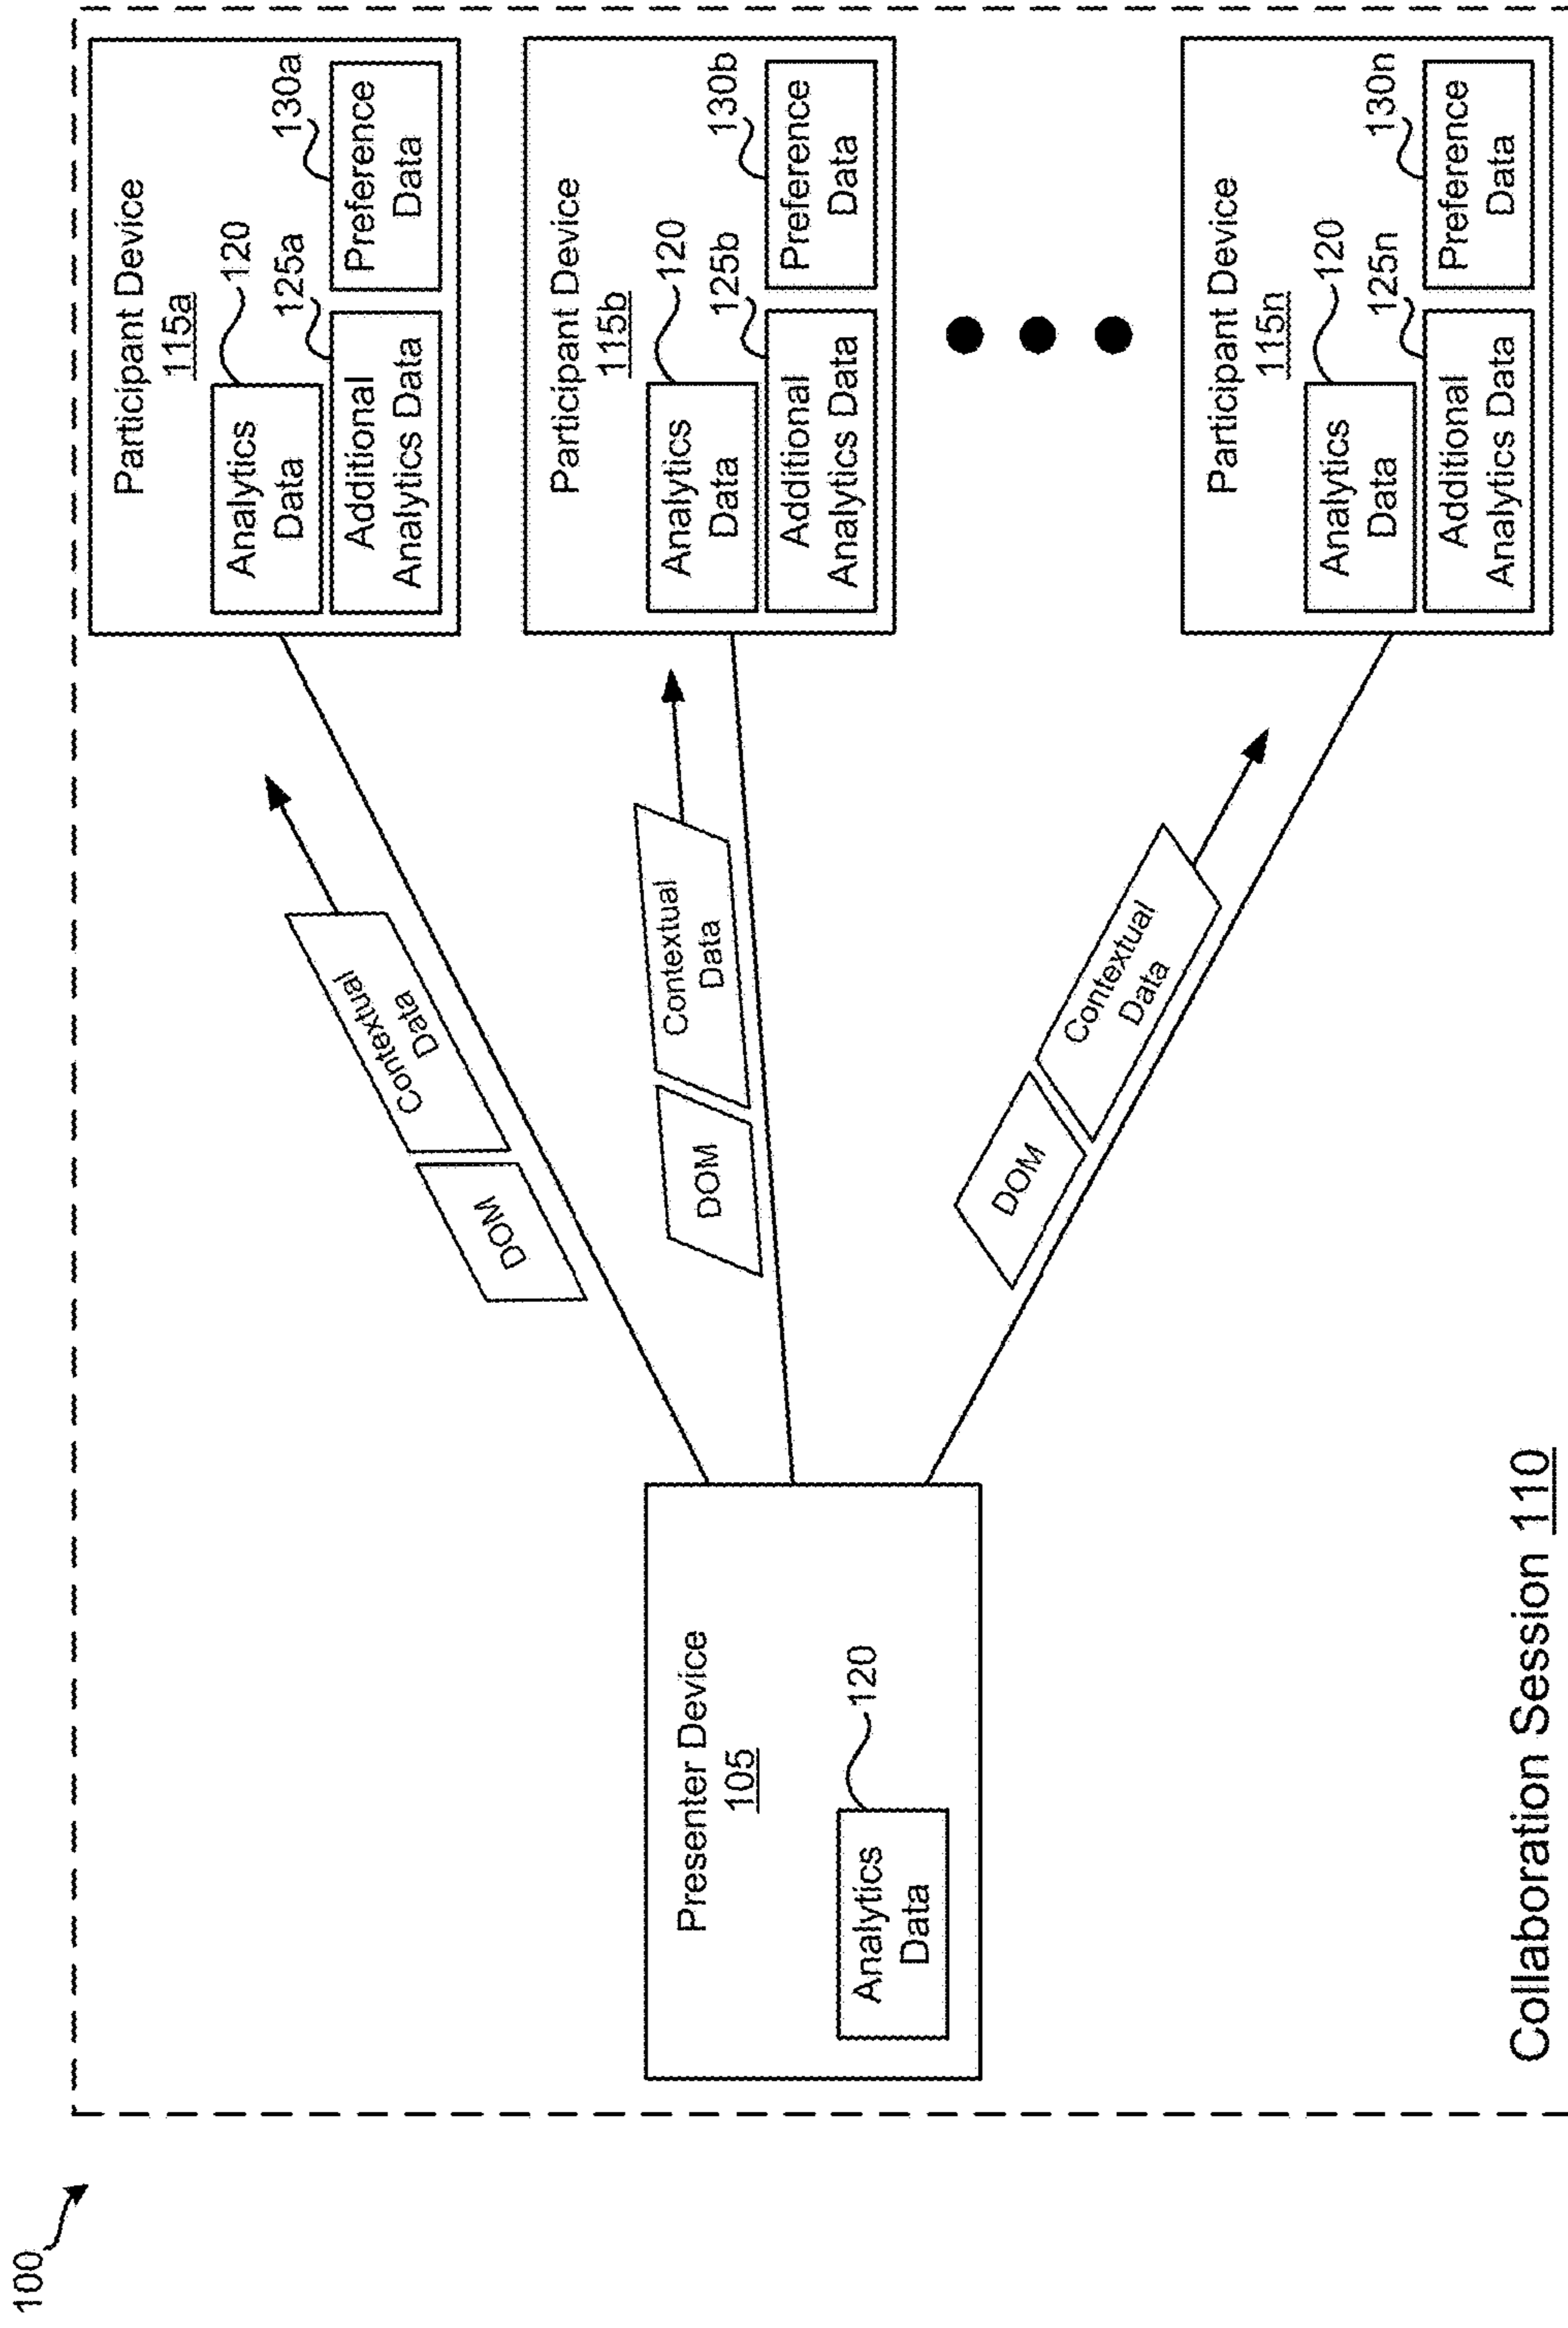 100
Presenter Device
105
120
Analytics
Data
DOM
Contextual
Data
DOM
Contextual
Data
DOM
Contextual
Data
Participant Device
115a
120
Analytics
Data
125a
130a
Additional
Analytics Data
Preference
Data
Participant Device
115b
120
Analytics
Data
125b
130b
Additional
Analytics Data
Preference
Data
Participant Device
115n
120
Analytics
Data
125n
130n
Additional
Analytics Data
Preference
Data
Collaboration Session 110